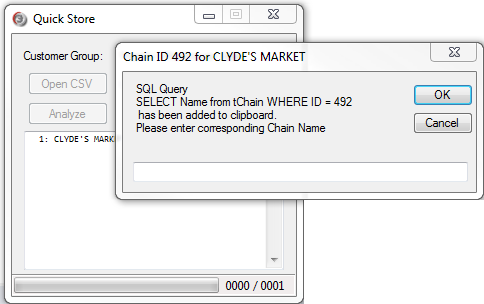 Quick Store
Customer Group:
Open CSV
Analyze
1: CLYDE'S MARK
0000 / 0001
Chain ID 492 for CLYDE'S MARKET
SQL Query
SELECT Name from tChain WHERE ID = 492
has been added to clipboard.
Please enter corresponding Chain Name
OK
Cancel